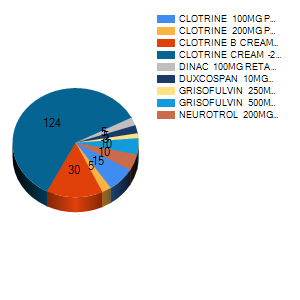 CLOTRINE 100MG P...
CLOTRINE 200MG P...
CLOTRINE B CREAM...
CLOTRINE CREAM -2...
DINAC 100MG RETA...
DUXCOSPAN 10MG...
GRISOFULVIN 250M...
GRISOFULVIN 500M...
NEUROTROL 200MG...
124
5
10
10
15
5
30